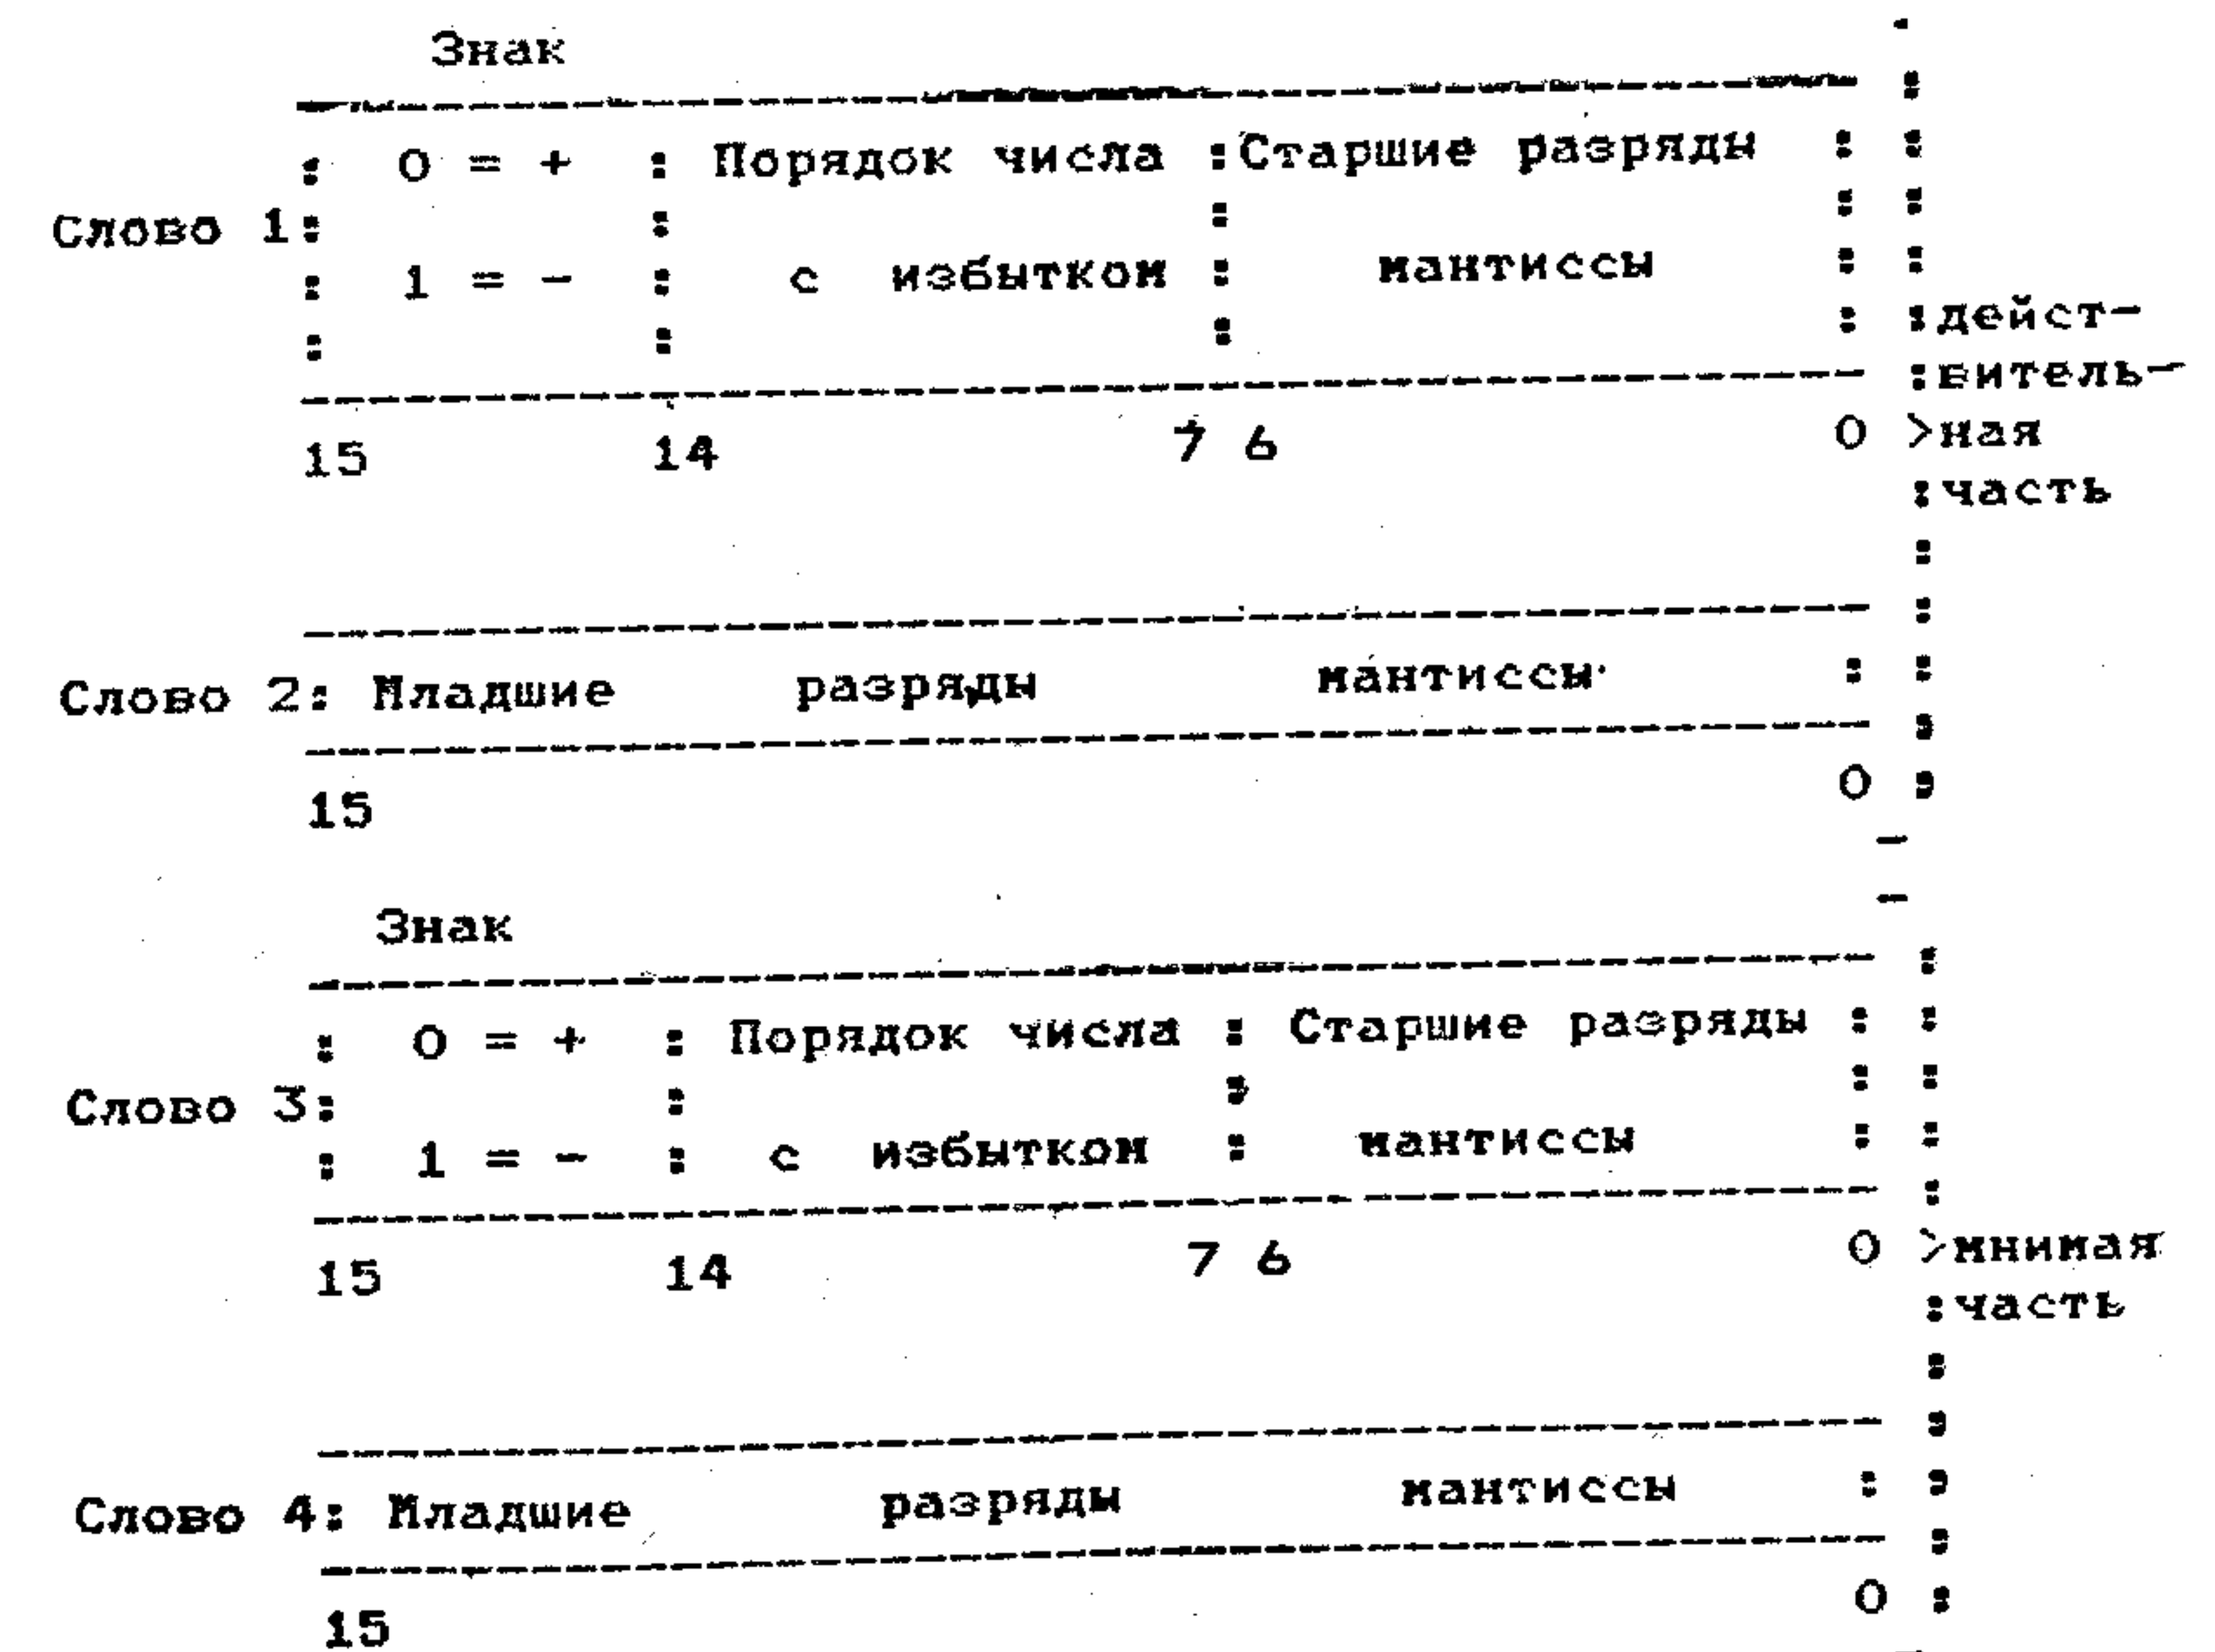 Знак
: 0 = + : Порядок числа :Старшие разряды : :
Слово 1: : : : :
: 1 = - : с избытком : мантиссы : :
: : : : :дейст-
:витель-
15 14 7 6 0 >ная
:часть
:
:
Слово 2: Младшие разряды мантиссы : :
:
15 0 :
-
-
Знак
:
: 0 = + : Порядок числа : Старшие разряды : :
Слово 3: : : : :
: 1 = - : с избытком : мантиссы : :
:
15 14 7 6 0 >мнимая
:часть
:
:
Слово 4: Младшие разряды мантиссы : :
:
15 0 :